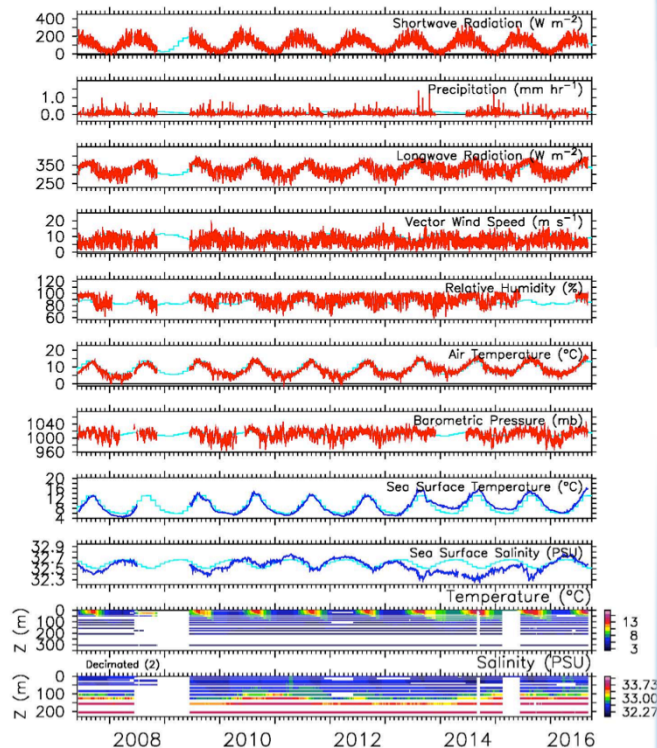 400
200
0
Shortwave Radiation (W m⁻²)
1.0
0.0
Precipitation (mm hr⁻¹)
350
250
Longwave Radiation (W m⁻²)
20
10
0
Vector Wind Speed (m s⁻¹)
120
100
80
60
Relative Humidity (%)
20
10
0
Air Temperature (°C)
1040
1000
960
Barometric Pressure (mb)
20
16
12
8
4
Sea Surface Temperature (°C)
32.9
32.7
32.5
32.3
Sea Surface Salinity (PSU)
Temperature (°C)
0
100
200
300
Z (m)
13
8
3
Decimated (2)
Salinity (PSU)
0
100
200
Z (m)
33.73
33.00
32.27
2008 2010 2012 2014 2016